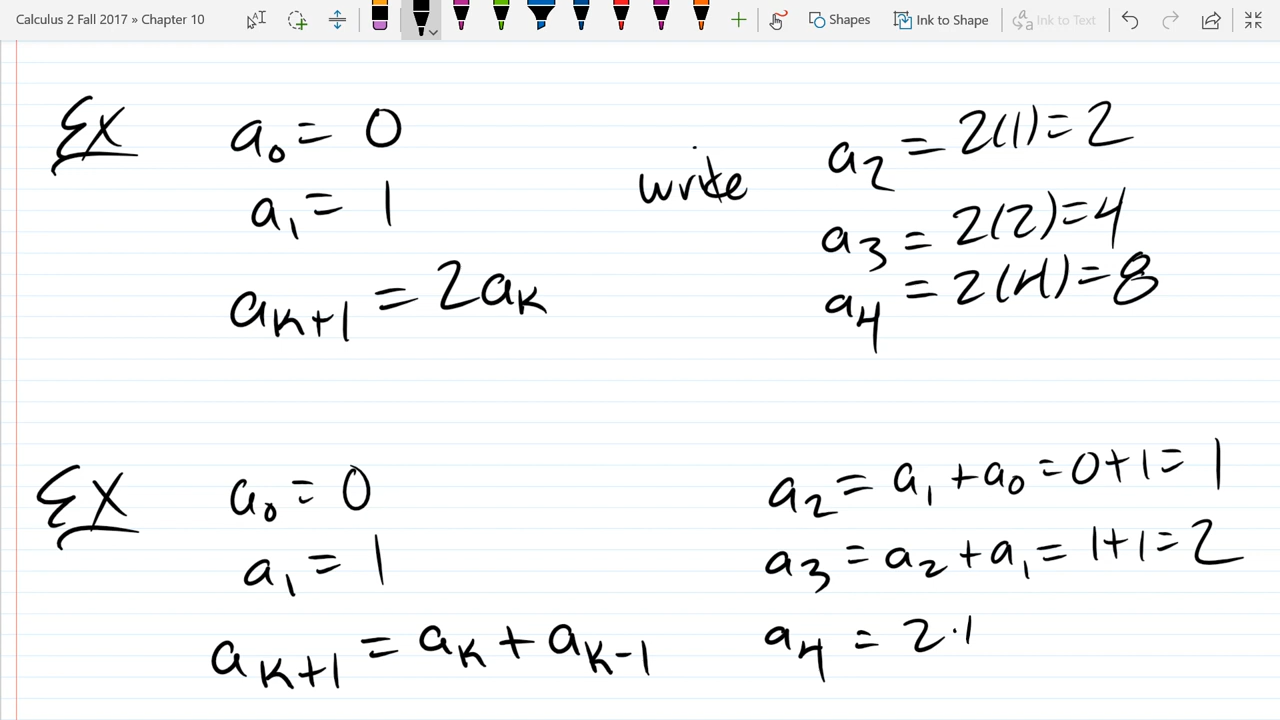 Calculus 2 Fall 2017 » Chapter 10
Shapes
Ink to Shape
Ink to Text
Ex
a₀ = 0
a₁ = 1
aₖ₊₁ = 2aₖ
write
a₂ = 2(1) = 2
a₃ = 2(2) = 4
a₄ = 2(4) = 8
Ex
a₀ = 0
a₁ = 1
aₖ₊₁ = aₖ + aₖ₋₁
a₂ = a₁ + a₀ = 0+1 = 1
a₃ = a₂ + a₁ = 1+1 = 2
a₄ = 2·1